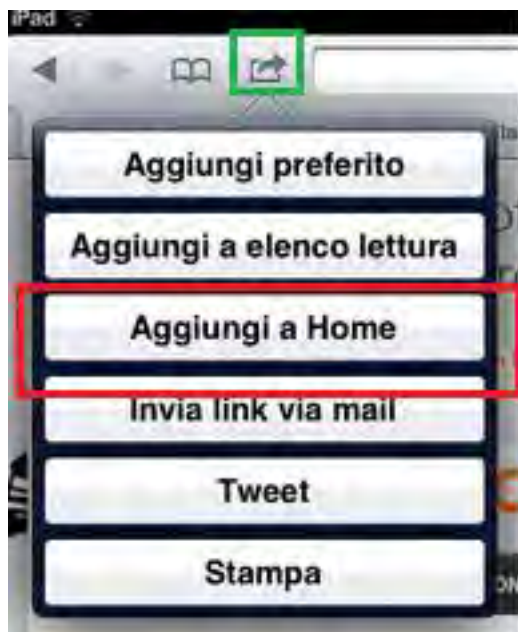 iPad
Aggiungi preferito
Aggiungi a elenco lettura
Aggiungi a Home
Invia link via mail
Tweet
Stampa